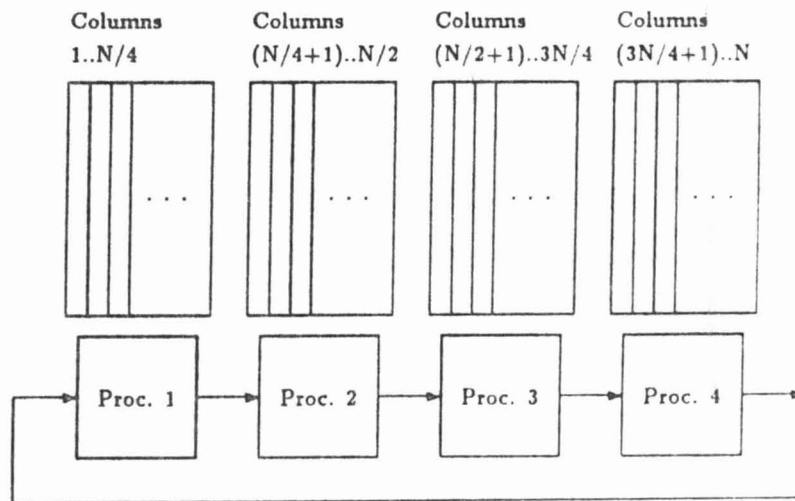 Columns
1..N/4
Columns
(N/4+1)..N/2
Columns
(N/2+1)..3N/4
Columns
(3N/4+1)..N
. . .
. . .
. . .
. . .
Proc. 1
Proc. 2
Proc. 3
Proc. 4